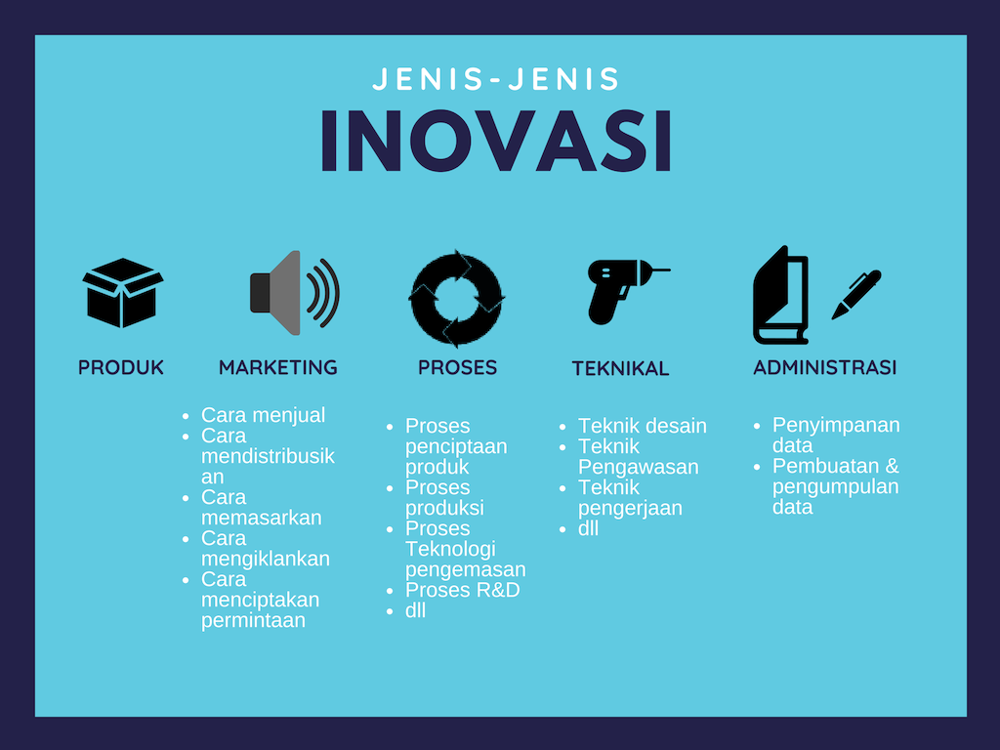 JENIS-JENIS
INOVASI
PRODUK
MARKETING
• Cara menjual
• Cara
mendistribusik
an
• Cara
memasarkan
• Cara
mengiklankan
• Cara
menciptakan
permintaan
PROSES
• Proses
penciptaan
produk
• Proses
produksi
• Proses
Teknologi
pengemasan
• Proses R&D
• dll
TEKNIKAL
• Teknik desain
• Teknik
Pengawasan
• Teknik
pengerjaan
• dll
ADMINISTRASI
• Penyimpanan
data
• Pembuatan &
pengumpulan
data